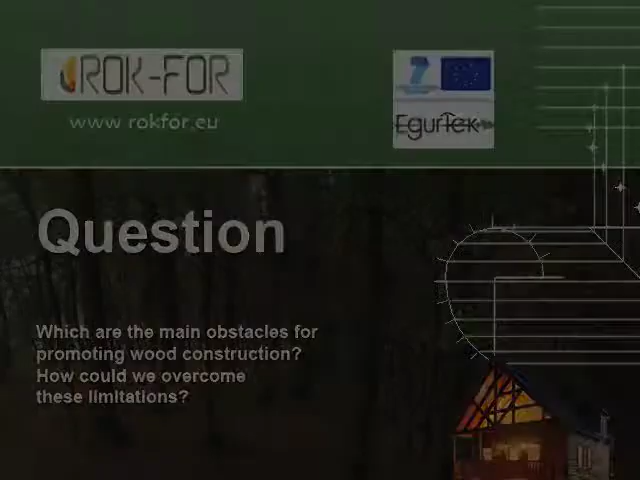 ROK-FOR
www rokfor.eu
7
EgurTek
Question
Which are the main obstacles for
promoting wood construction?
How could we overcome
these limitations?